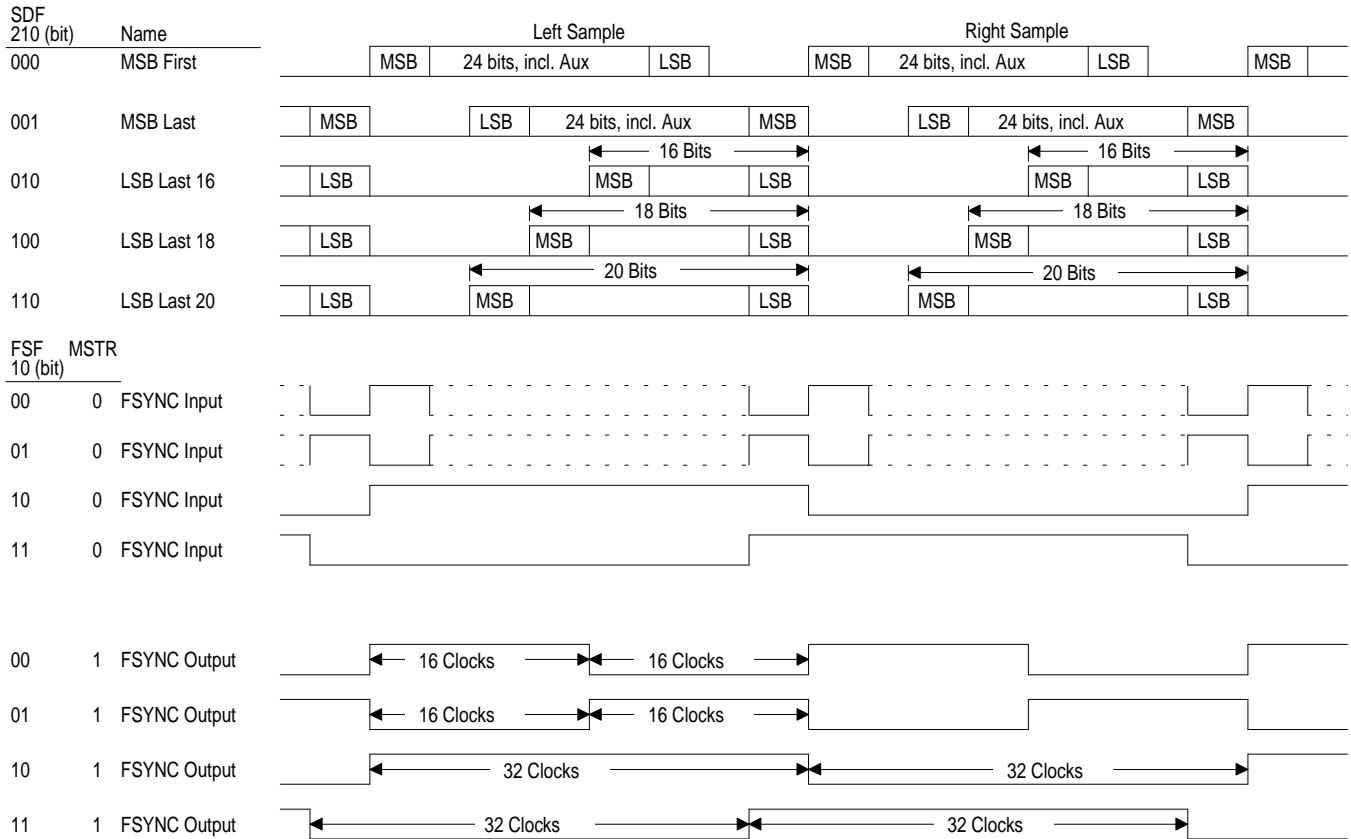 SDF
210 (bit) Name Left Sample Right Sample
000 MSB First MSB 24 bits, incl. Aux LSB MSB 24 bits, incl. Aux LSB MSB
001 MSB Last MSB LSB 24 bits, incl. Aux MSB LSB 24 bits, incl. Aux MSB
16 Bits 16 Bits
010 LSB Last 16 LSB MSB LSB MSB LSB
18 Bits 18 Bits
100 LSB Last 18 LSB MSB LSB MSB LSB
20 Bits 20 Bits
110 LSB Last 20 LSB MSB LSB MSB LSB
FSF MSTR
10 (bit)
00 0 FSYNC Input
01 0 FSYNC Input
10 0 FSYNC Input
11 0 FSYNC Input
00 1 FSYNC Output 16 Clocks 16 Clocks
01 1 FSYNC Output 16 Clocks 16 Clocks
10 1 FSYNC Output 32 Clocks 32 Clocks
11 1 FSYNC Output 32 Clocks 32 Clocks